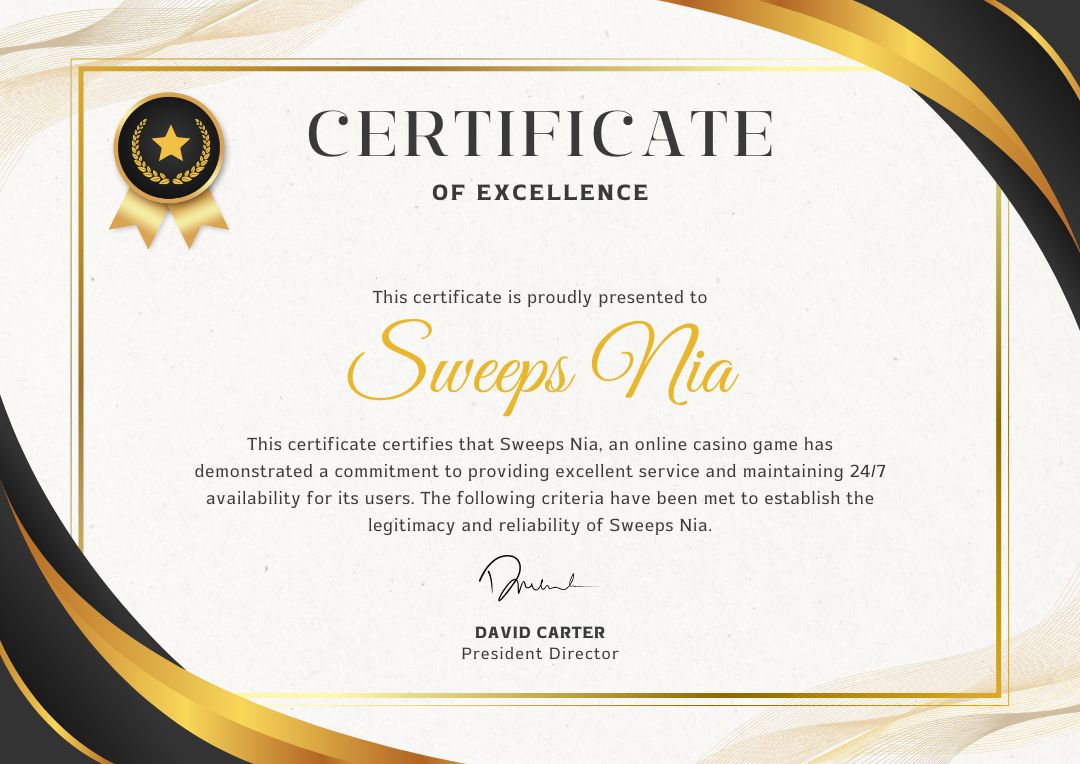 CERTIFICATE
OF EXCELLENCE
This certificate is proudly presented to
Sweeps Nia
This certificate certifies that Sweeps Nia, an online casino game has
demonstrated a commitment to providing excellent service and maintaining 24/7
availability for its users. The following criteria have been met to establish the
legitimacy and reliability of Sweeps Nia.
DAVID CARTER
President Director